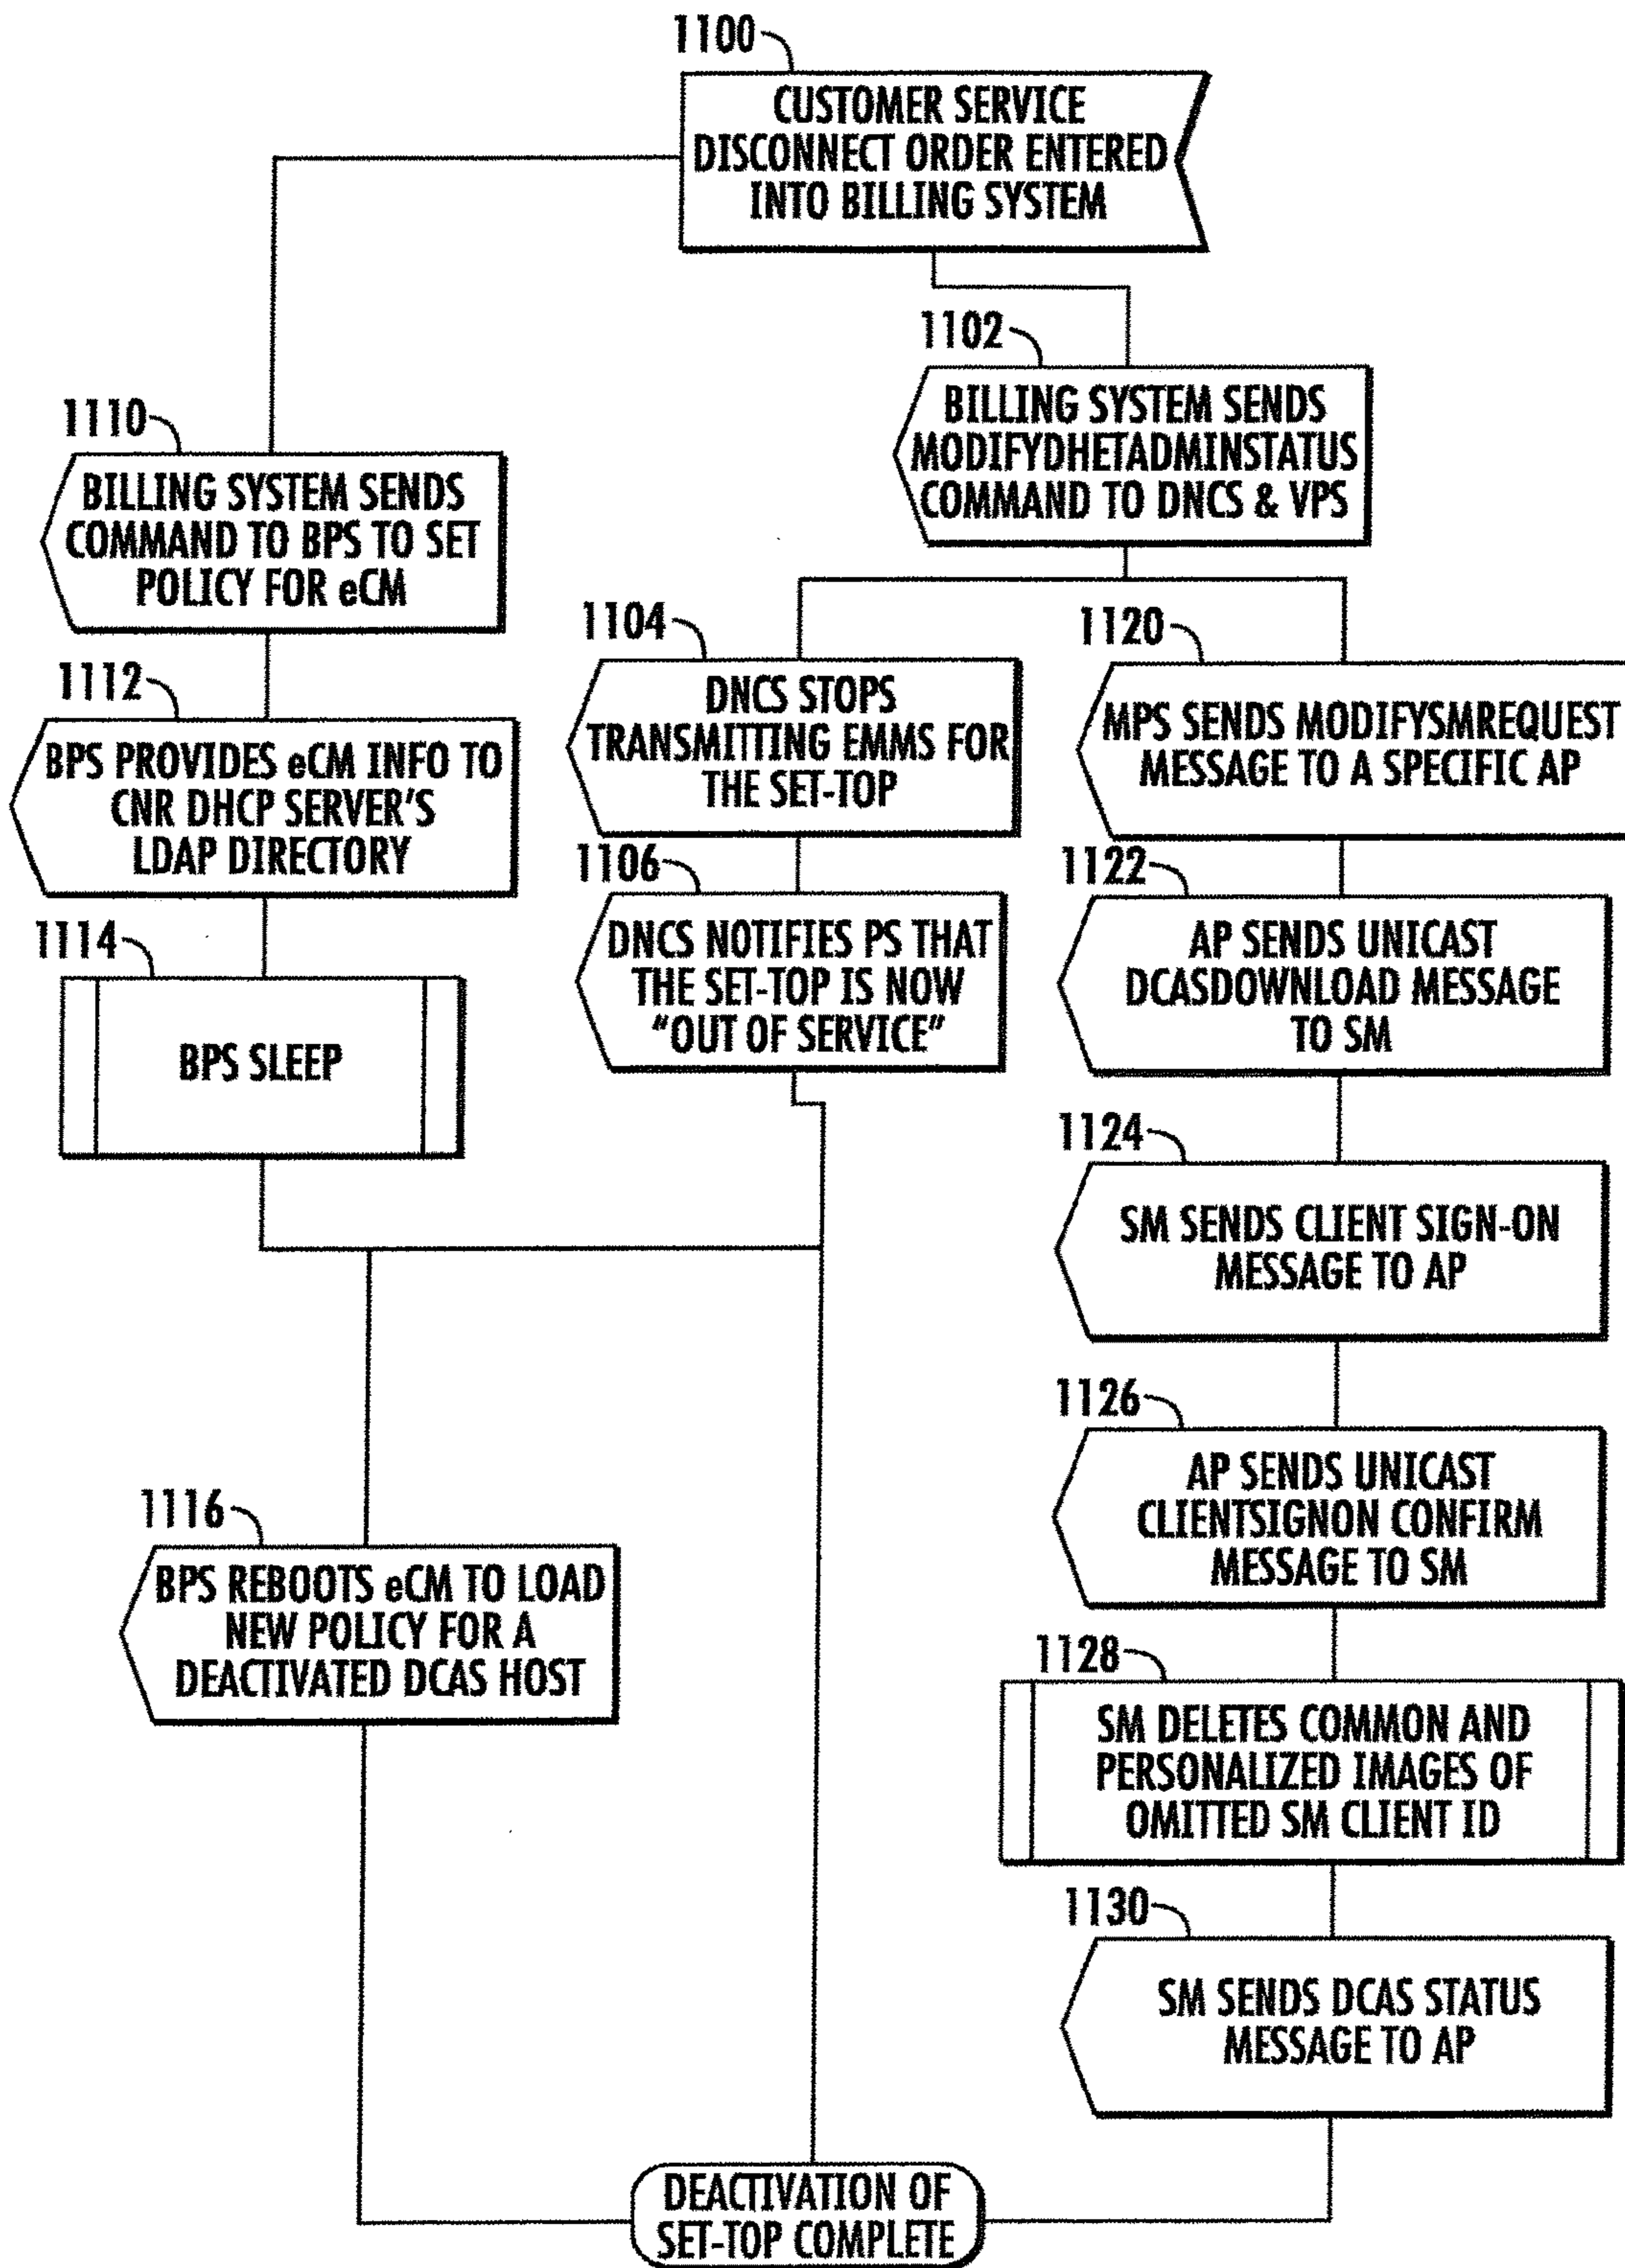 1100
CUSTOMER SERVICE
DISCONNECT ORDER ENTERED
INTO BILLING SYSTEM
1102
BILLING SYSTEM SENDS
MODIFYDHETADMINSTATUS
COMMAND TO DNCS & VPS
1110
BILLING SYSTEM SENDS
COMMAND TO BPS TO SET
POLICY FOR eCM
1112
BPS PROVIDES eCM INFO TO
CNR DHCP SERVER'S
LDAP DIRECTORY
1114
BPS SLEEP
1104
DNCS STOPS
TRANSMITTING EMMS FOR
THE SET-TOP
1106
DNCS NOTIFIES PS THAT
THE SET-TOP IS NOW
"OUT OF SERVICE"
1120
MPS SENDS MODIFYSMREQUEST
MESSAGE TO A SPECIFIC AP
1122
AP SENDS UNICAST
DCASDOWNLOAD MESSAGE
TO SM
1124
SM SENDS CLIENT SIGN-ON
MESSAGE TO AP
1126
AP SENDS UNICAST
CLIENTSIGNON CONFIRM
MESSAGE TO SM
1116
BPS REBOOTS eCM TO LOAD
NEW POLICY FOR A
DEACTIVATED DCAS HOST
1128
SM DELETES COMMON AND
PERSONALIZED IMAGES OF
OMITTED SM CLIENT ID
1130
SM SENDS DCAS STATUS
MESSAGE TO AP
DEACTIVATION OF
SET-TOP COMPLETE